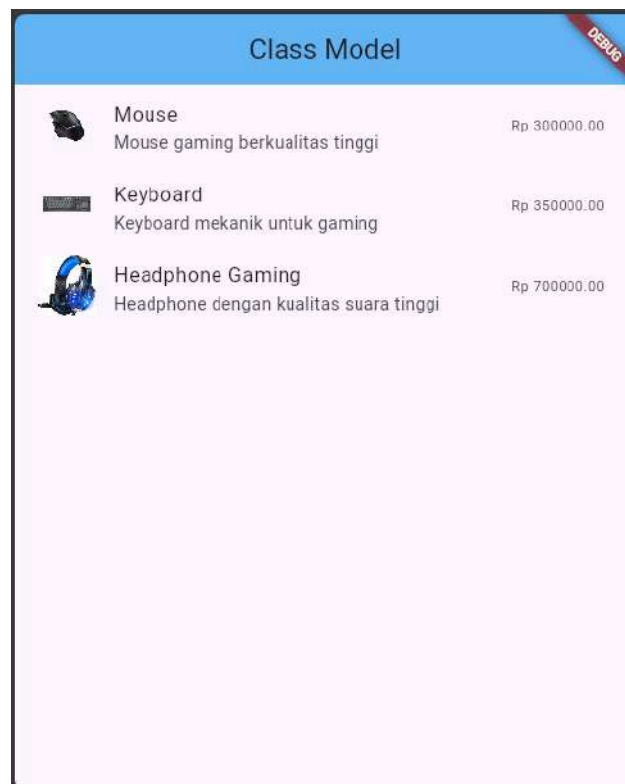 Class Model
DEBUG
Mouse
Mouse gaming berkualitas tinggi
Rp 300000.00
Keyboard
Keyboard mekanik untuk gaming
Rp 350000.00
Headphone Gaming
Headphone dengan kualitas suara tinggi
Rp 700000.00